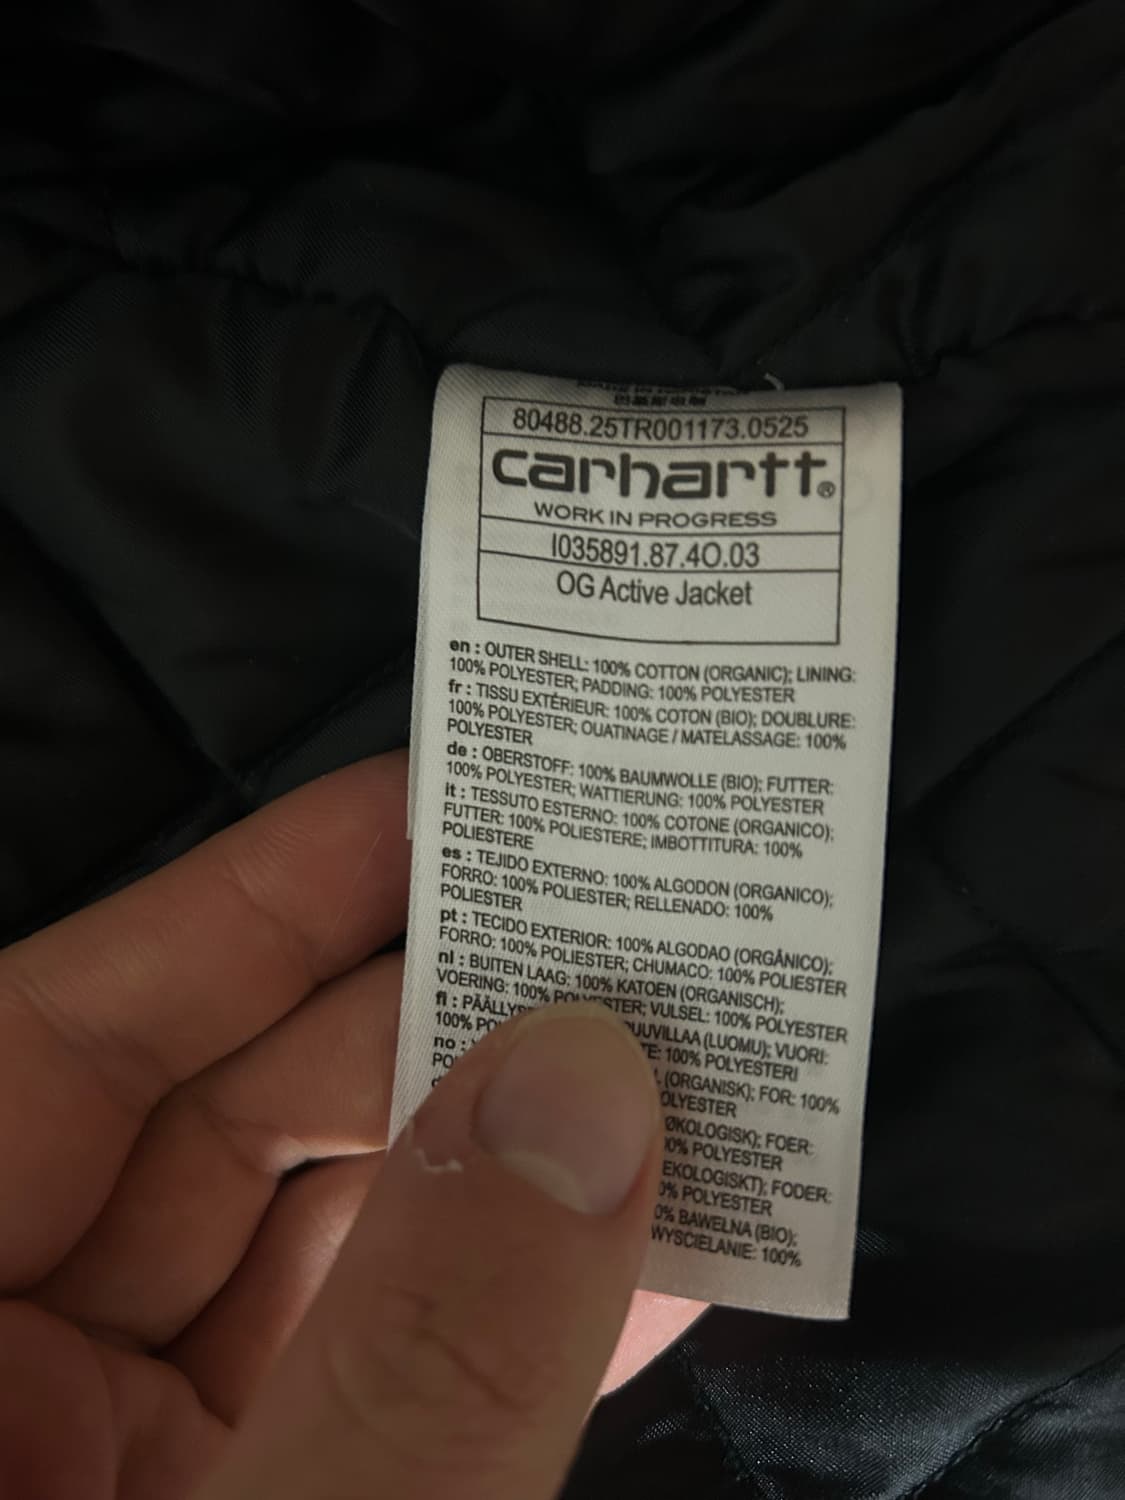 80488.25TR001173.0525
carhartt®
WORK IN PROGRESS
I035891.87.4O.03
OG Active Jacket
en : OUTER SHELL: 100% COTTON (ORGANIC); LINING:
100% POLYESTER; PADDING: 100% POLYESTER
fr : TISSU EXTÉRIEUR: 100% COTON (BIO); DOUBLURE:
100% POLYESTER; OUATINAGE / MATELASSAGE: 100%
POLYESTER
de : OBERSTOFF: 100% BAUMWOLLE (BIO); FUTTER:
100% POLYESTER; WATTIERUNG: 100% POLYESTER
it : TESSUTO ESTERNO: 100% COTONE (ORGANICO);
FUTTER: 100% POLIESTERE; IMBOTTITURA: 100%
POLIESTERE
es : TEJIDO EXTERNO: 100% ALGODON (ORGANICO);
FORRO: 100% POLIESTER; RELLENADO: 100%
POLIESTER
pt : TECIDO EXTERIOR: 100% ALGODAO (ORGÂNICO);
FORRO: 100% POLIESTER; CHUMACO: 100% POLIESTER
nl : BUITEN LAAG: 100% KATOEN (ORGANISCH);
VOERING: 100% POLYESTER; VULSEL: 100% POLYESTER
fi : (LUOMU); VUORI:
100% 100% POLYESTERI
no : (ORGANISK); FOR: 100%
POLYESTER
ØKOLOGISK); FOER:
POLYESTER
EKOLOGISKT); FODER:
POLYESTER
BAWELNA (BIO);
WYSCIELANIE: 100%